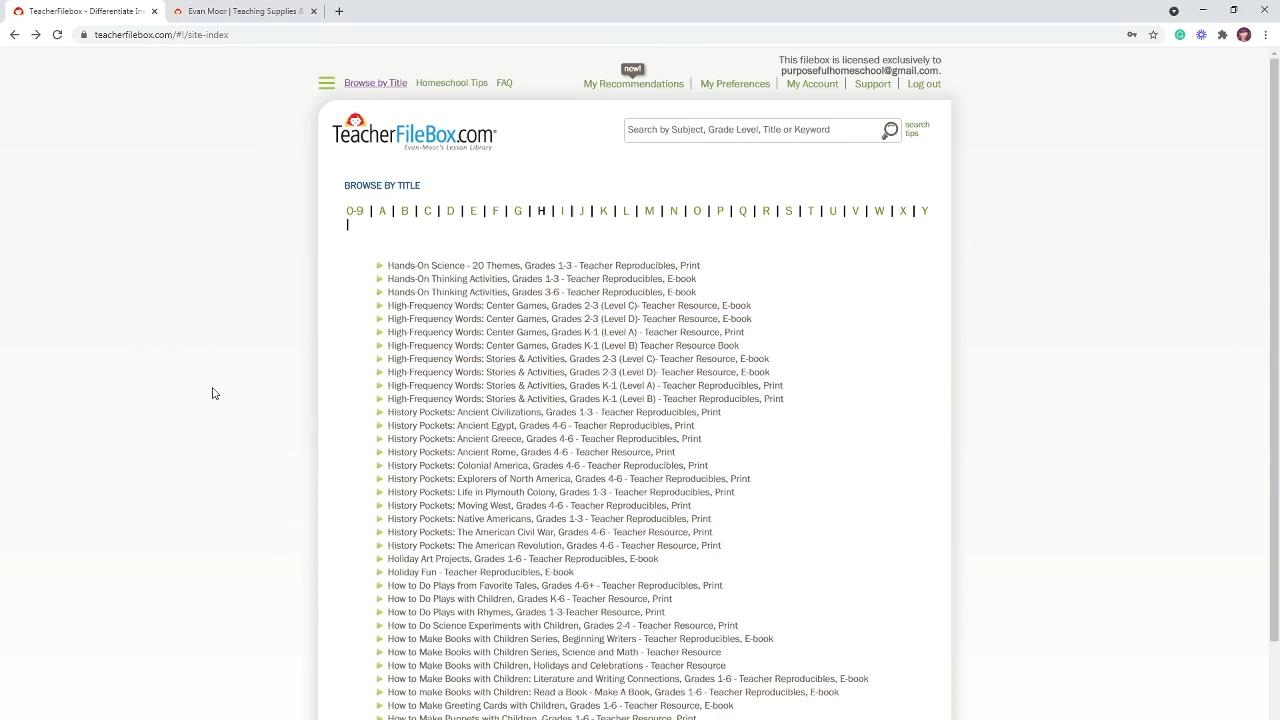 TeacherFilebox - Differentiate In
Evan Moor | Teaching Supplies &
teacherfilebox.com/#!/site-index
This filebox is licensed exclusively to
purposefulhomeschool@gmail.com.
new!
Browse by Title Homeschool Tips FAQ
My Recommendations | My Preferences | My Account | Support | Log out
TeacherFileBox.com
Evan-Moor's Lesson Library
Search by Subject, Grade Level, Title or Keyword
search
tips
BROWSE BY TITLE
0-9 | A | B | C | D | E | F | G | H | I | J | K | L | M | N | O | P | Q | R | S | T | U | V | W | X | Y
|
Hands-On Science - 20 Themes, Grades 1-3 - Teacher Reproducibles, Print
Hands-On Thinking Activities, Grades 1-3 - Teacher Reproducibles, E-book
Hands-On Thinking Activities, Grades 3-6 - Teacher Reproducibles, E-book
High-Frequency Words: Center Games, Grades 2-3 (Level C)- Teacher Resource, E-book
High-Frequency Words: Center Games, Grades 2-3 (Level D)- Teacher Resource, E-book
High-Frequency Words: Center Games, Grades K-1 (Level A) - Teacher Resource, Print
High-Frequency Words: Center Games, Grades K-1 (Level B) Teacher Resource Book
High-Frequency Words: Stories & Activities, Grades 2-3 (Level C)- Teacher Resource, E-book
High-Frequency Words: Stories & Activities, Grades 2-3 (Level D)- Teacher Resource, E-book
High-Frequency Words: Stories & Activities, Grades K-1 (Level A) - Teacher Reproducibles, Print
High-Frequency Words: Stories & Activities, Grades K-1 (Level B) - Teacher Reproducibles, Print
History Pockets: Ancient Civilizations, Grades 1-3 - Teacher Reproducibles, Print
History Pockets: Ancient Egypt, Grades 4-6 - Teacher Reproducibles, Print
History Pockets: Ancient Greece, Grades 4-6 - Teacher Reproducibles, Print
History Pockets: Ancient Rome, Grades 4-6 - Teacher Resource, Print
History Pockets: Colonial America, Grades 4-6 - Teacher Reproducibles, Print
History Pockets: Explorers of North America, Grades 4-6 - Teacher Reproducibles, Print
History Pockets: Life in Plymouth Colony, Grades 1-3 - Teacher Reproducibles, Print
History Pockets: Moving West, Grades 4-6 - Teacher Reproducibles, Print
History Pockets: Native Americans, Grades 1-3 - Teacher Reproducibles, Print
History Pockets: The American Civil War, Grades 4-6 - Teacher Resource, Print
History Pockets: The American Revolution, Grades 4-6 - Teacher Resource, Print
Holiday Art Projects, Grades 1-6 - Teacher Reproducibles, E-book
Holiday Fun - Teacher Reproducibles, E-book
How to Do Plays from Favorite Tales, Grades 4-6+ - Teacher Reproducibles, Print
How to Do Plays with Children, Grades K-6 - Teacher Resource, Print
How to Do Plays with Rhymes, Grades 1-3-Teacher Resource, Print
How to Do Science Experiments with Children, Grades 2-4 - Teacher Resource, Print
How to Make Books with Children Series, Beginning Writers - Teacher Reproducibles, E-book
How to Make Books with Children Series, Science and Math - Teacher Resource
How to Make Books with Children, Holidays and Celebrations - Teacher Resource
How to Make Books with Children: Literature and Writing Connections, Grades 1-6 - Teacher Reproducibles, E-book
How to make Books with Children: Read a Book - Make A Book, Grades 1-6 - Teacher Reproducibles, E-book
How to Make Greeting Cards with Children, Grades 1-6 - Teacher Resource, E-book
How to Make Puppets with Children, Grades 1-6 - Teacher Resource, Print